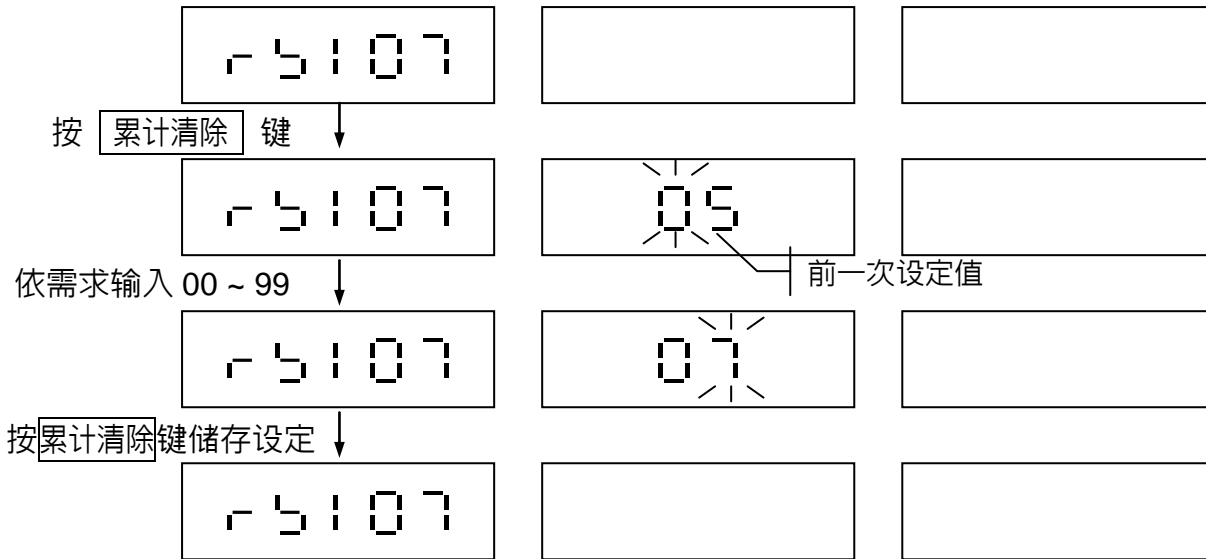 r5107
按 累计清除 键
r5107 05
前一次设定值
依需求输入 00 ~ 99
r5107 07
按累计清除键储存设定
r5107